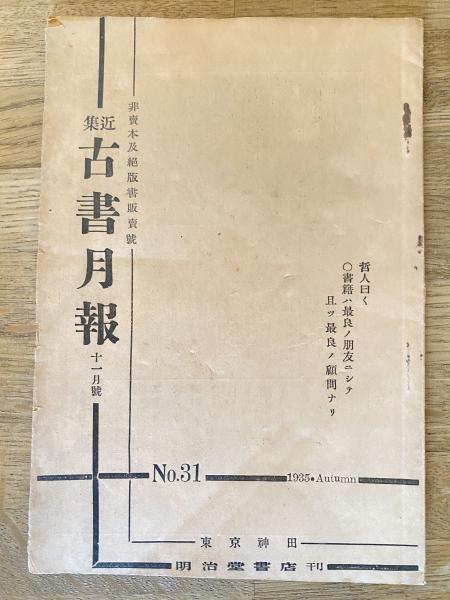 哲人曰く
〇書籍ハ最良ノ朋友ニシテ
且ツ最良ノ顧問ナリ
非賣本及絕版書販賣號
近集
古書月報
十一月號
No.31
1935・Autumn
東京神田
明治堂書店刊